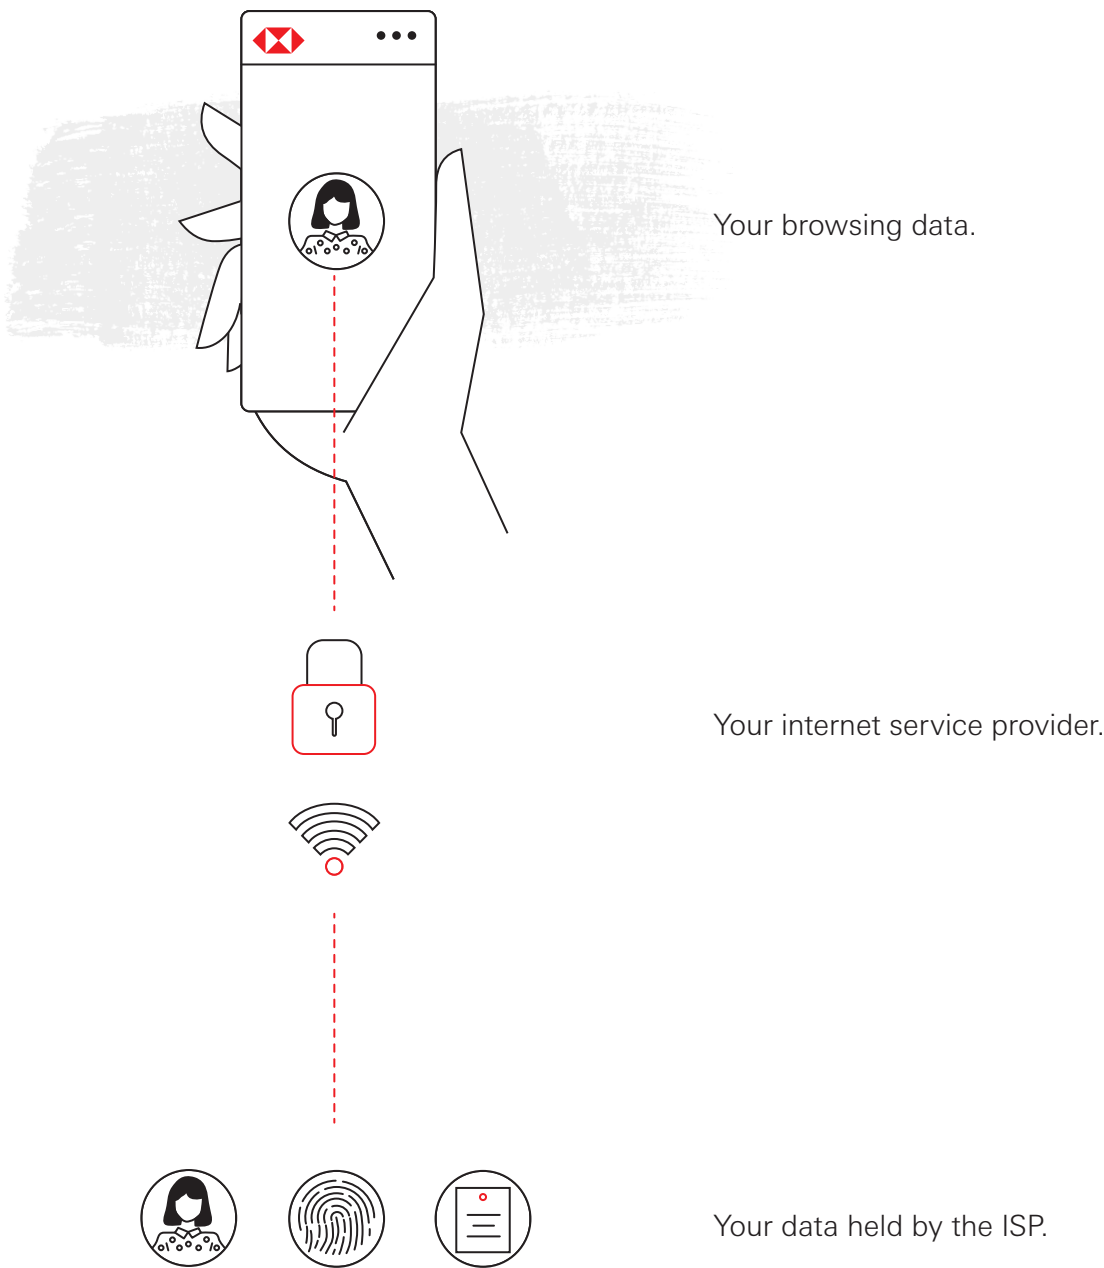 Your browsing data.
Your internet service provider.
Your data held by the ISP.